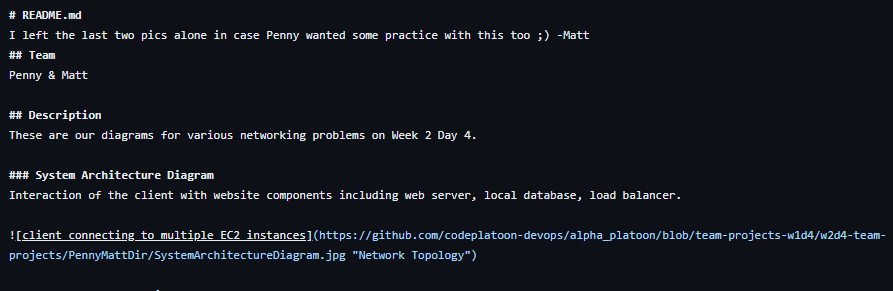 # README.md
I left the last two pics alone in case Penny wanted some practice with this too ;) -Matt
## Team
Penny & Matt
## Description
These are our diagrams for various networking problems on Week 2 Day 4.
### System Architecture Diagram
Interaction of the client with website components including web server, local database, load balancer.
![client connecting to multiple EC2 instances](https://github.com/codeplatoon-devops/alpha_platoon/blob/team-projects-w1d4/w2d4-team-
projects/PennyMattDir/SystemArchitectureDiagram.jpg "Network Topology")